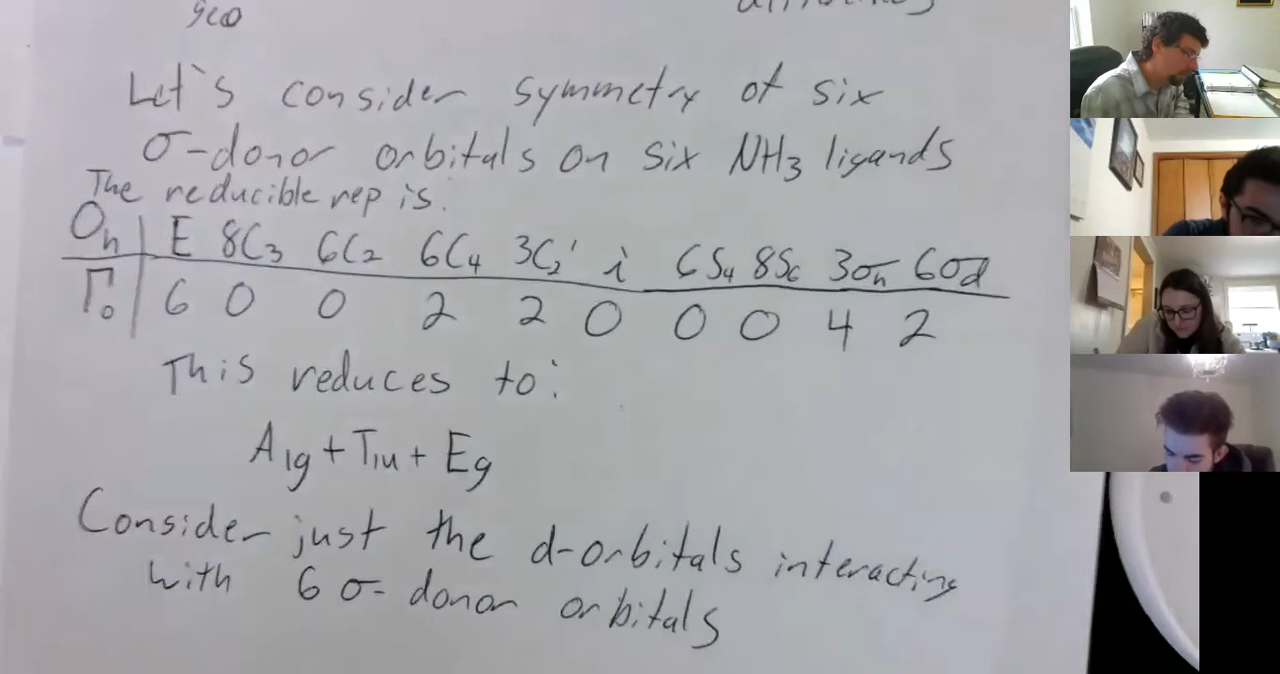 geo
Let's consider symmetry of six
σ-donor orbitals on six NH3 ligands
The reducible rep is.
Oh | E 8C3 6C2 6C4 3C2' i 6S4 8S6 3σh 6σd
Γσ | 6 0 0 2 2 0 0 0 4 2
This reduces to:
A1g + T1u + Eg
Consider just the d-orbitals interacting
with 6 σ-donor orbitals